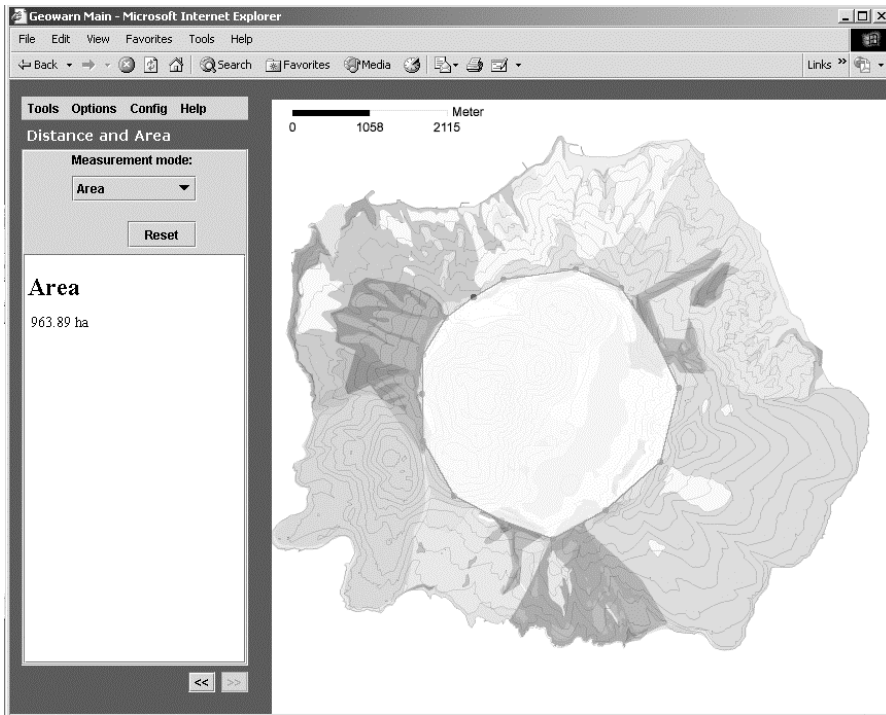 Geowarn Main - Microsoft Internet Explorer
File Edit View Favorites Tools Help
Back Search Favorites Media Links »
Tools Options Config Help
Distance and Area
Measurement mode:
Area
Reset
Area
963.89 ha
<< >>
Meter
0 1058 2115